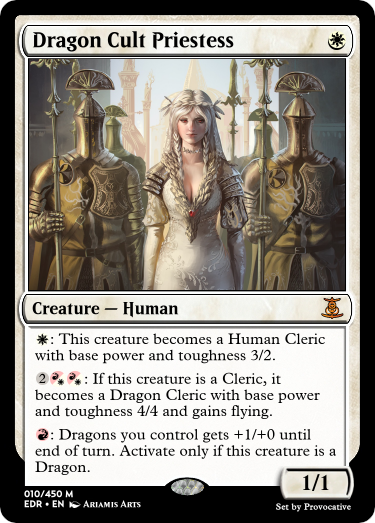 Dragon Cult Priestess
Creature — Human
: This creature becomes a Human Cleric
with base power and toughness 3/2.
2: If this creature is a Cleric, it
becomes a Dragon Cleric with base
power and toughness 4/4 and gains flying.
: Dragons you control gets +1/+0 until
end of turn. Activate only if this creature is a
Dragon.
1/1
010/450 M
EDR • EN Ariamis Arts
Set by Provocative